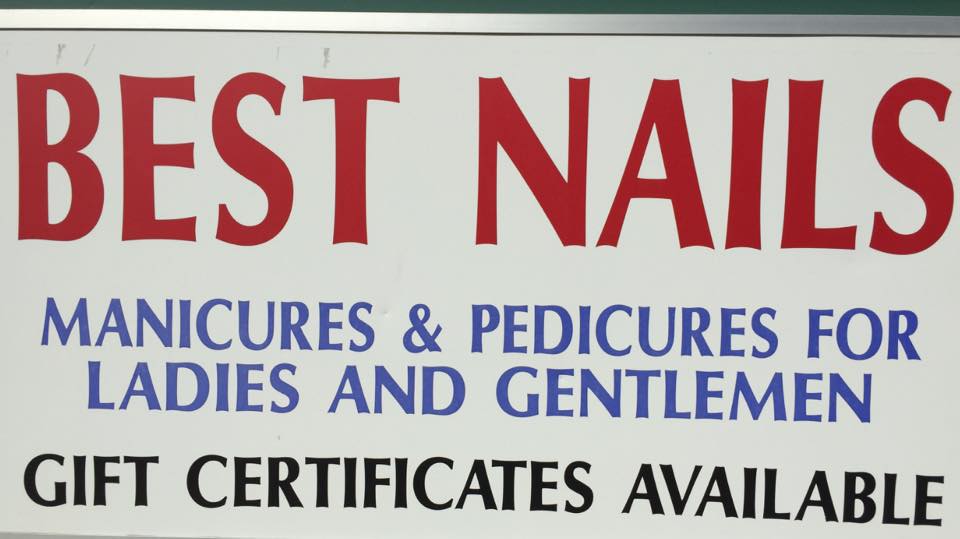 BEST NAILS
MANICURES & PEDICURES FOR
LADIES AND GENTLEMEN
GIFT CERTIFICATES AVAILABLE